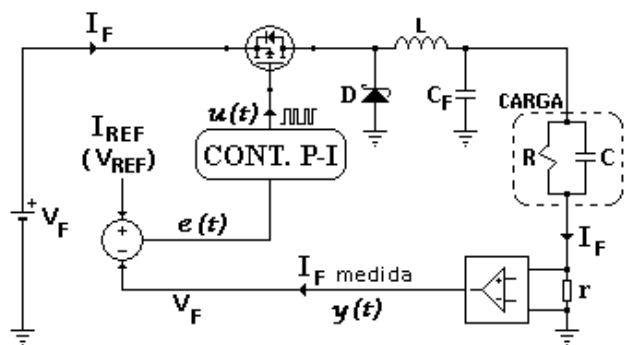 I_F
L
D
C_F
CARGA
R
C
u(t)
I_REF
(V_REF)
CONT. P-I
+
V_F
+
-
e(t)
I_F
I_F medida
V_F
y(t)
+
-
r